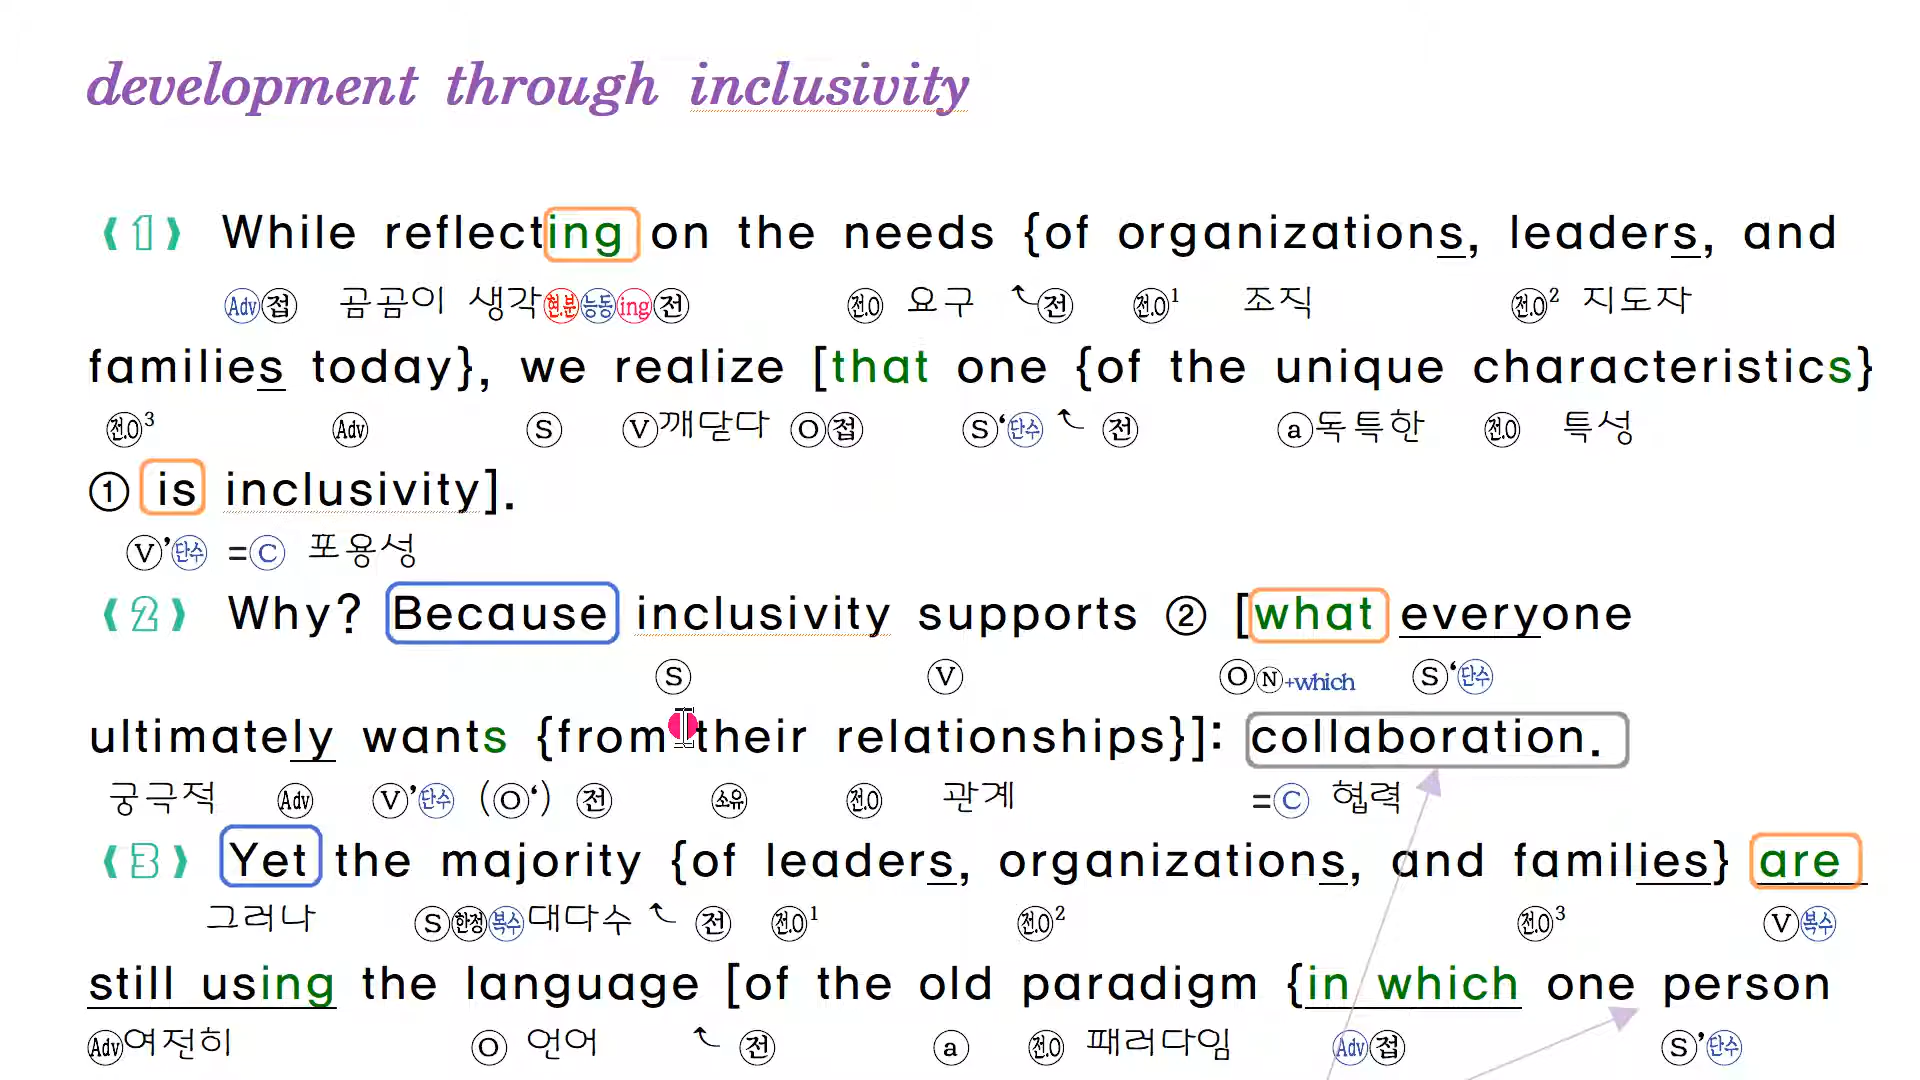 development through inclusivity
❪1❫ While reflecting on the needs {of organizations, leaders, and
Adv 접 곰곰이 생각 현.분 능동 ing 전 전.O 요구 전 전.O¹ 조직 전.O² 지도자
families today}, we realize [that one {of the unique characteristics}
전.O³ Adv S V 깨닫다 O 접 S‘ 단수 전 a 독특한 전.O 특성
① is inclusivity].
V’ 단수 =C 포용성
❪2❫ Why? Because inclusivity supports ② [what everyone
S V O N +which S‘ 단수
ultimately wants {from their relationships}]: collaboration.
궁극적 Adv V’ 단수 (O‘) 전 소유 전.O 관계 =C 협력
❪3❫ Yet the majority {of leaders, organizations, and families} are
그러나 S 한정 복수 대다수 전 전.O¹ 전.O² 전.O³ V 복수
still using the language [of the old paradigm {in which one person
Adv 여전히 O 언어 전 a 전.O 패러다임 Adv 접 S’ 단수